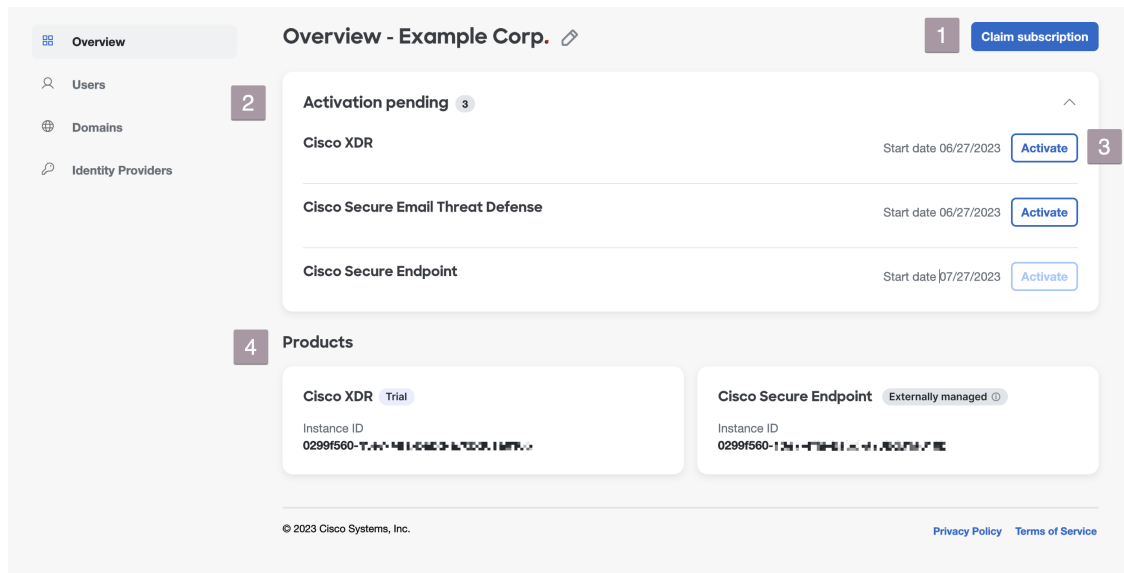 Overview
Users
Domains
Identity Providers
Overview - Example Corp.
1
Claim subscription
2
Activation pending 3
Cisco XDR
Start date 06/27/2023 Activate
3
Cisco Secure Email Threat Defense
Start date 06/27/2023 Activate
Cisco Secure Endpoint
Start date 07/27/2023 Activate
4
Products
Cisco XDR Trial
Instance ID
0299f560-
Cisco Secure Endpoint Externally managed
Instance ID
0299f560-
© 2023 Cisco Systems, Inc.
Privacy Policy Terms of Service